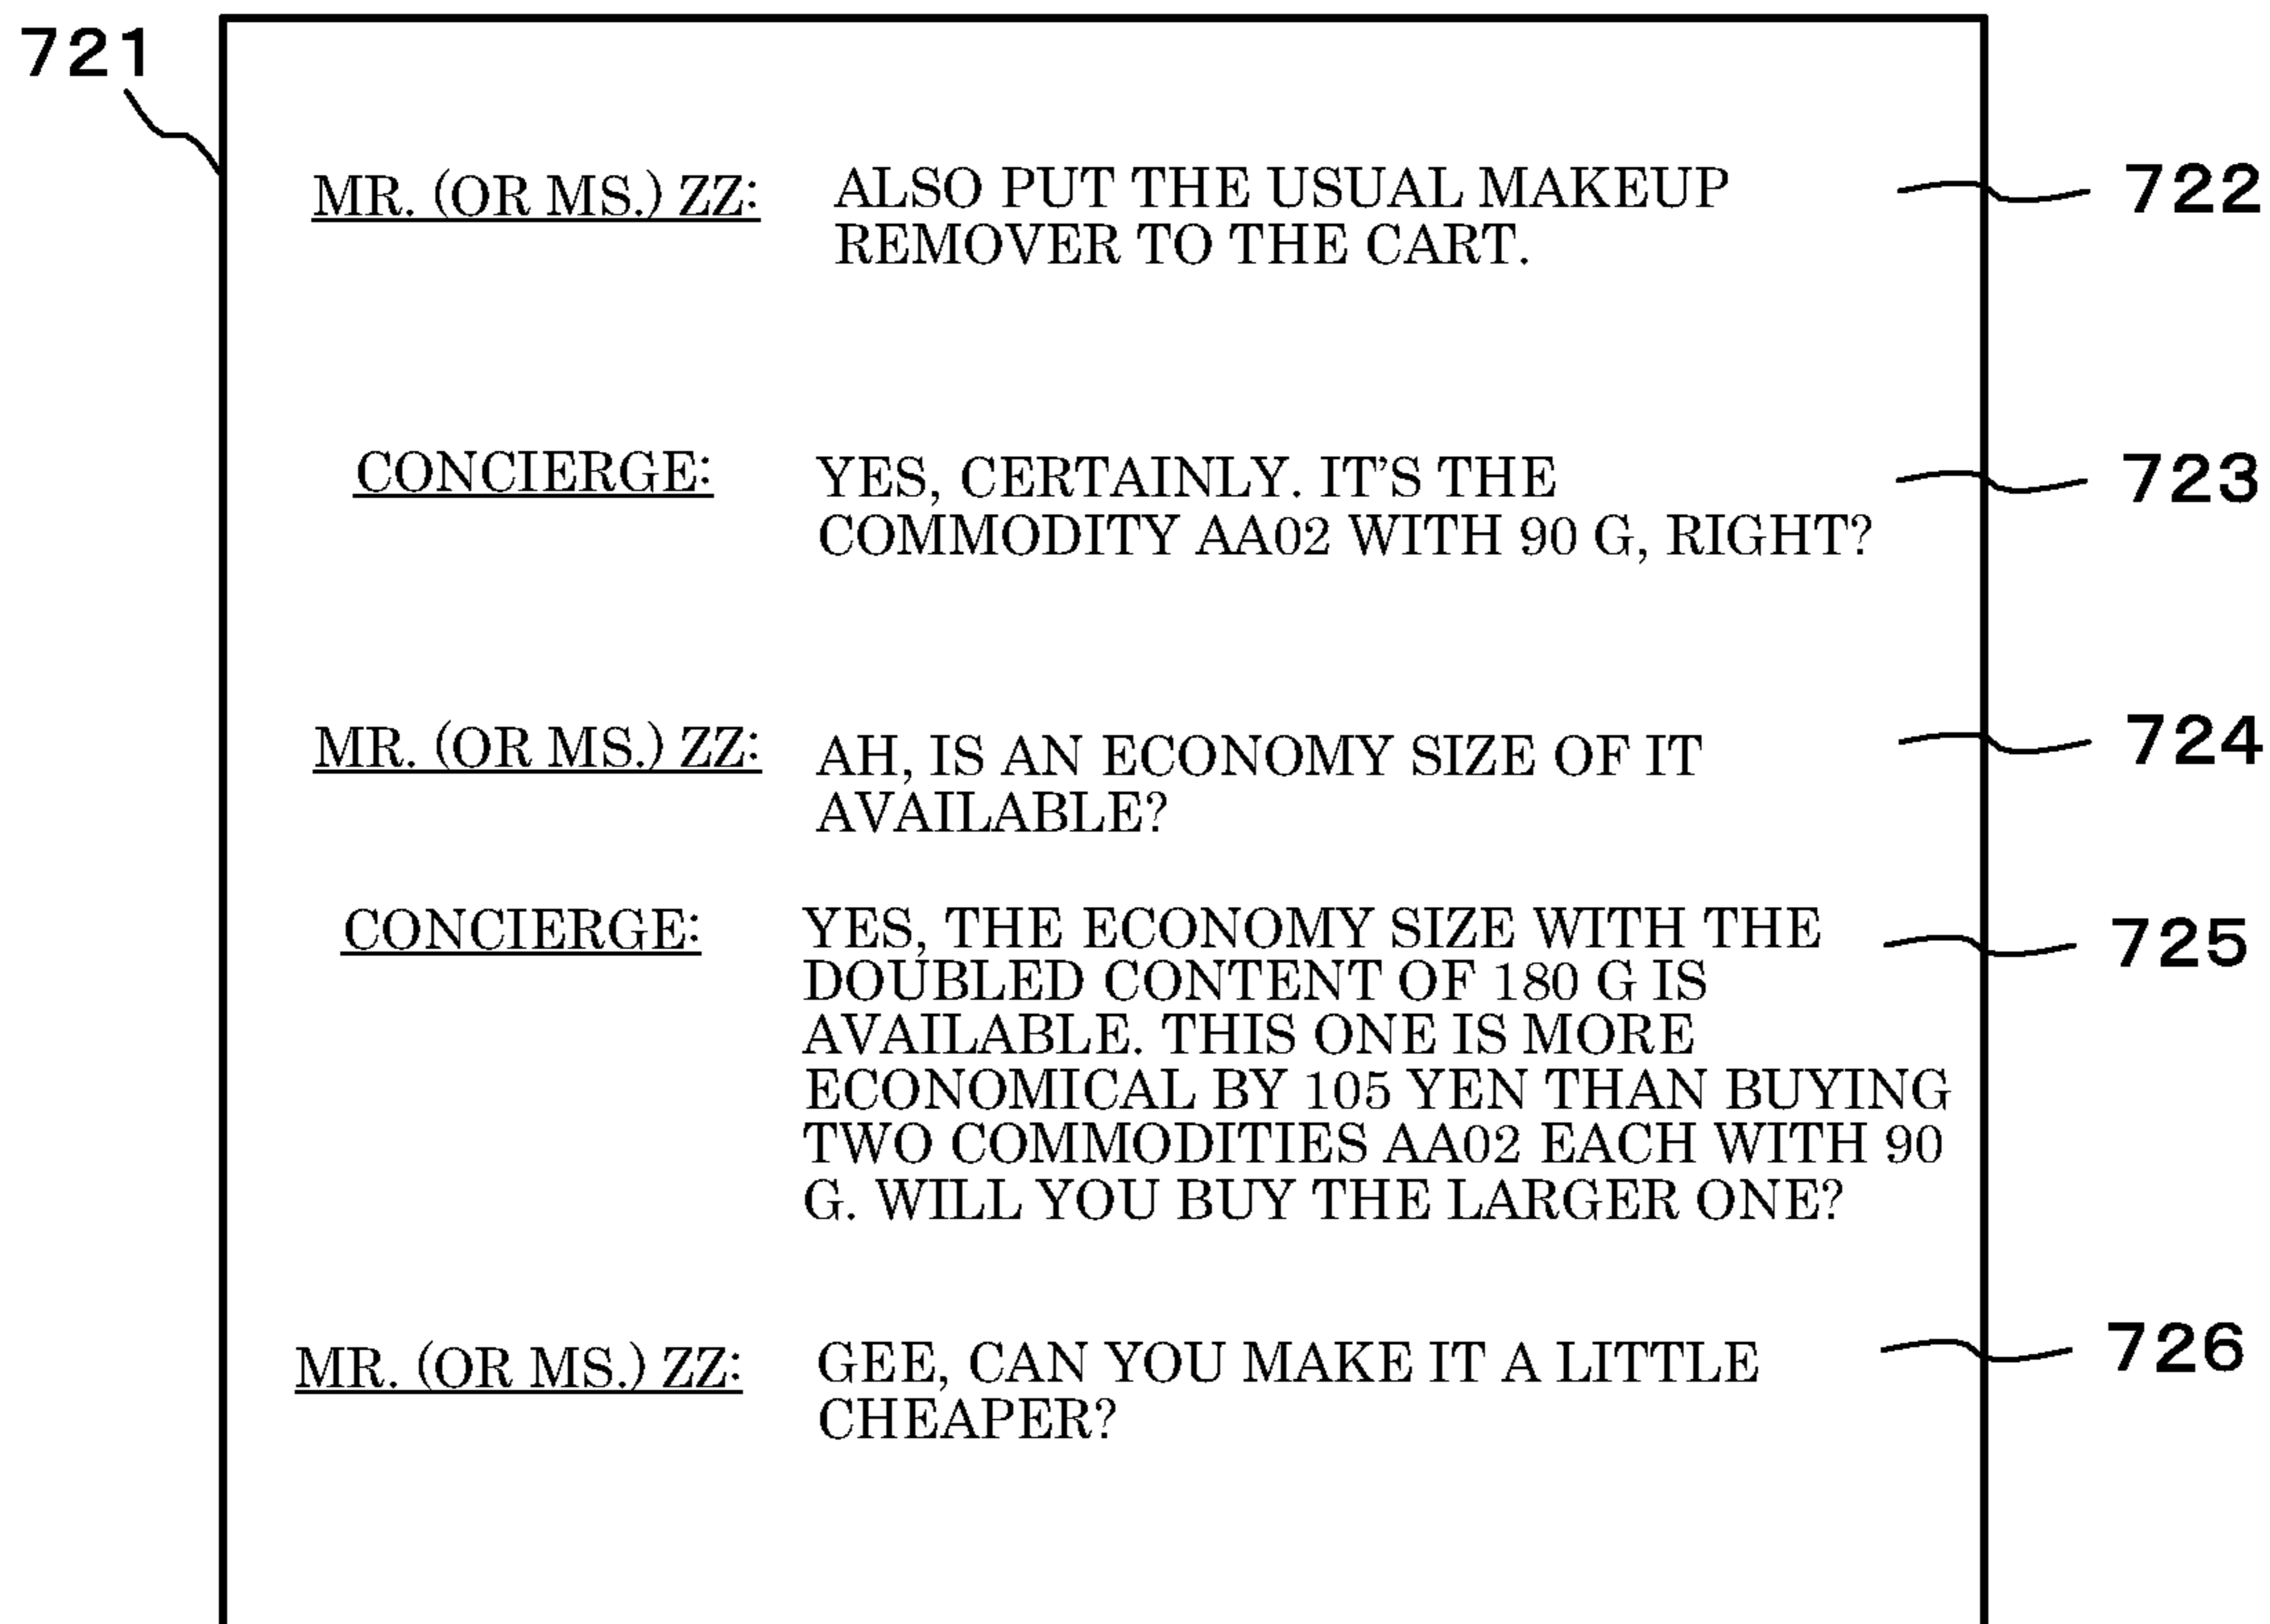 721
MR. (OR MS.) ZZ: ALSO PUT THE USUAL MAKEUP 722
REMOVER TO THE CART.
CONCIERGE: YES, CERTAINLY. IT'S THE 723
COMMODITY AA02 WITH 90 G, RIGHT?
MR. (OR MS.) ZZ: AH, IS AN ECONOMY SIZE OF IT 724
AVAILABLE?
CONCIERGE: YES, THE ECONOMY SIZE WITH THE 725
DOUBLED CONTENT OF 180 G IS
AVAILABLE. THIS ONE IS MORE
ECONOMICAL BY 105 YEN THAN BUYING
TWO COMMODITIES AA02 EACH WITH 90
G. WILL YOU BUY THE LARGER ONE?
MR. (OR MS.) ZZ: GEE, CAN YOU MAKE IT A LITTLE 726
CHEAPER?